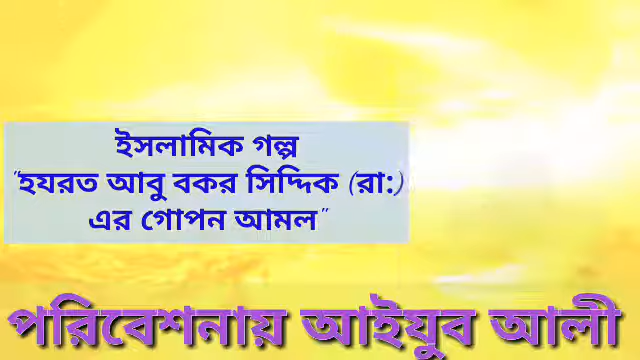 ইসলামিক গল্প
"হযরত আবু বকর সিদ্দিক (রা:)
এর গোপন আমল"
পরিবেশনায় আইযুব আলী